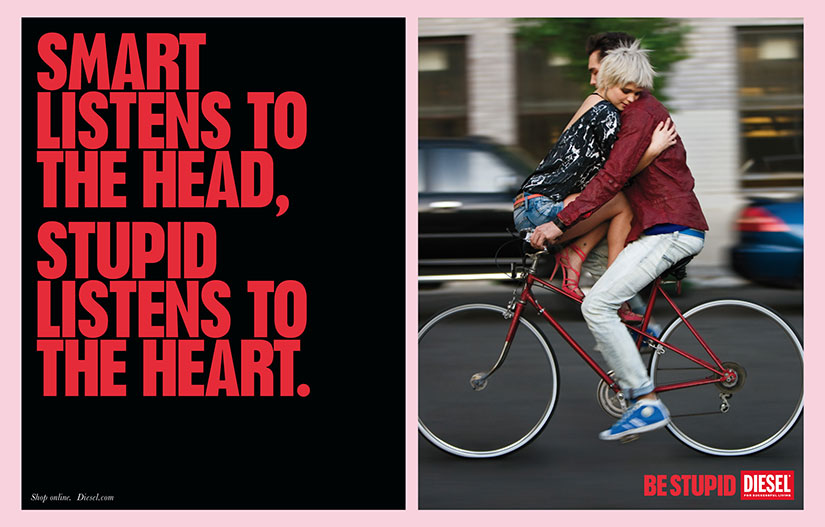 SMART
LISTENS TO
THE HEAD,
STUPID
LISTENS TO
THE HEART.
Shop online. Diesel.com
BE STUPID
DIESEL
FOR SUCCESSFUL LIVING